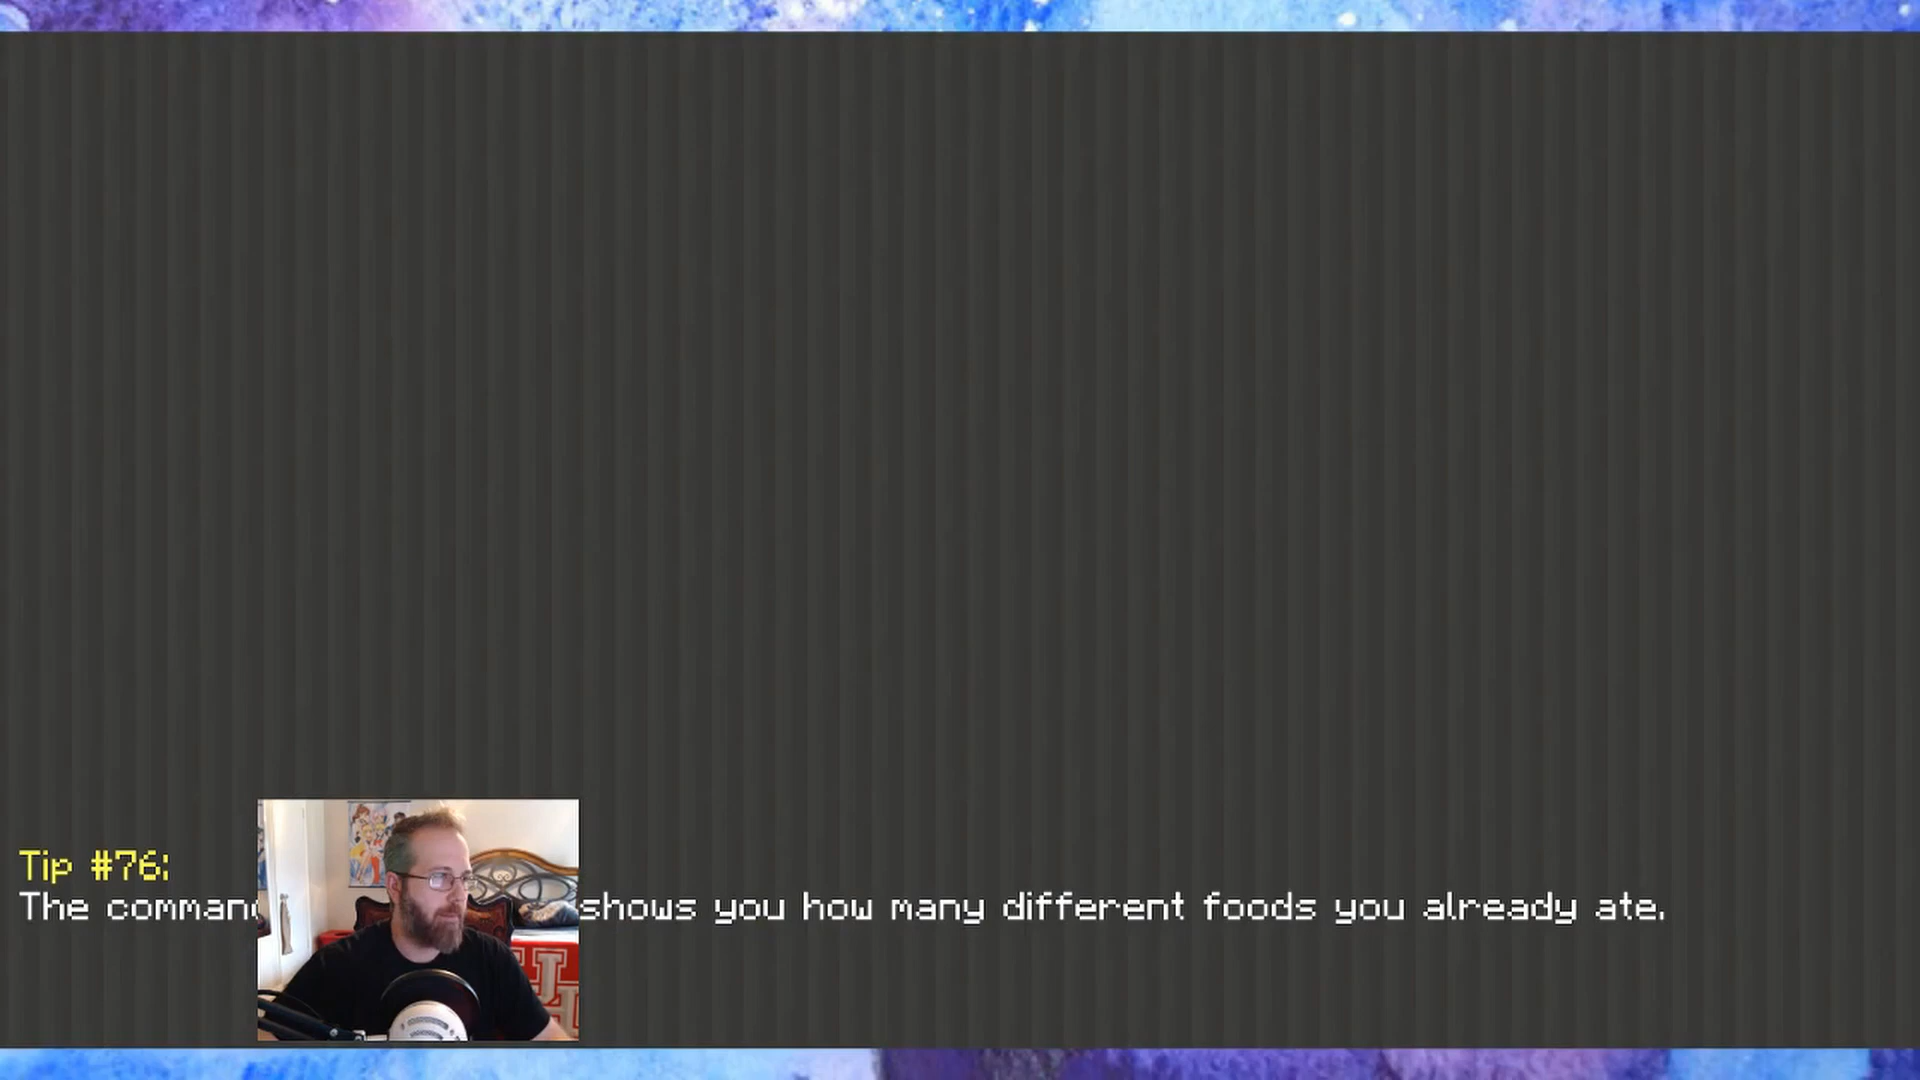 Tip #76:
The command shows you how many different foods you already ate.